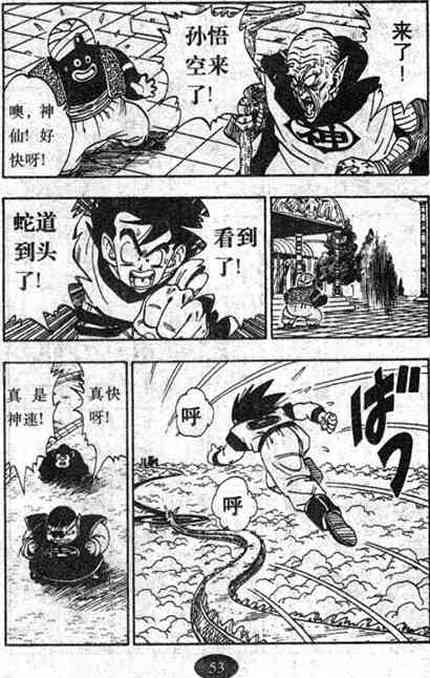 来
了！
孙悟
空来
了！
神
噢，神
仙！好
快呀！
看到
了！
蛇道
到头
了！
ばっ
呼
呼
真快
呀！
真是
神速！
53